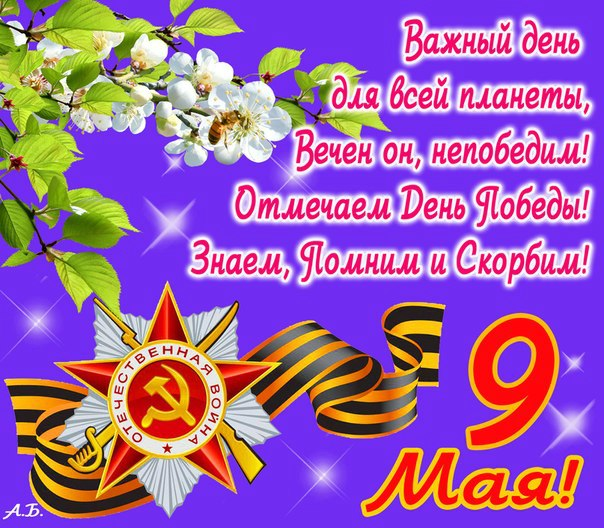 Важный день
для всей планеты,
Вечен он, непобедим!
Отмечаем День Победы!
Знаем, Помним и Скорбим!
ОТЕЧЕСТВЕННАЯ ВОЙНА
9
Мая!
А.Б.